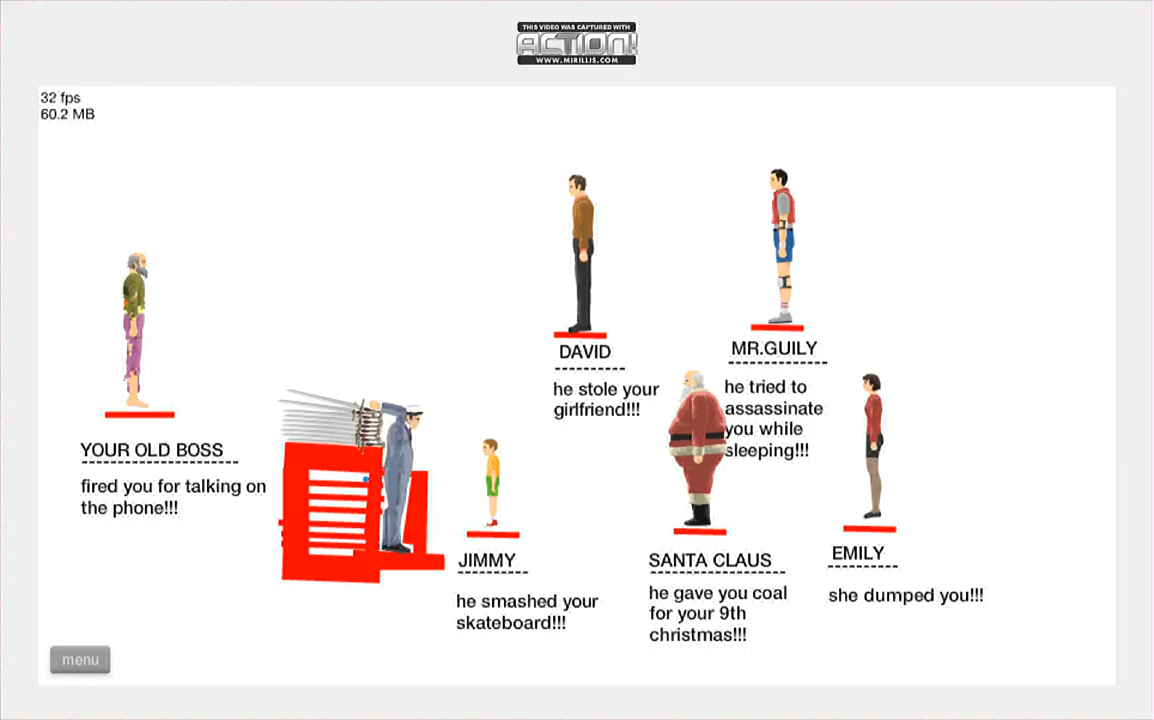 THIS VIDEO WAS CAPTURED WITH
ACTION!
WWW.MIRILLIS.COM
32 fps
60.2 MB
DAVID
he stole your
girlfriend!!!
MR.GUILY
he tried to
assassinate
you while
sleeping!!!
YOUR OLD BOSS
fired you for talking on
the phone!!!
JIMMY
he smashed your
skateboard!!!
SANTA CLAUS
he gave you coal
for your 9th
christmas!!!
EMILY
she dumped you!!!
menu